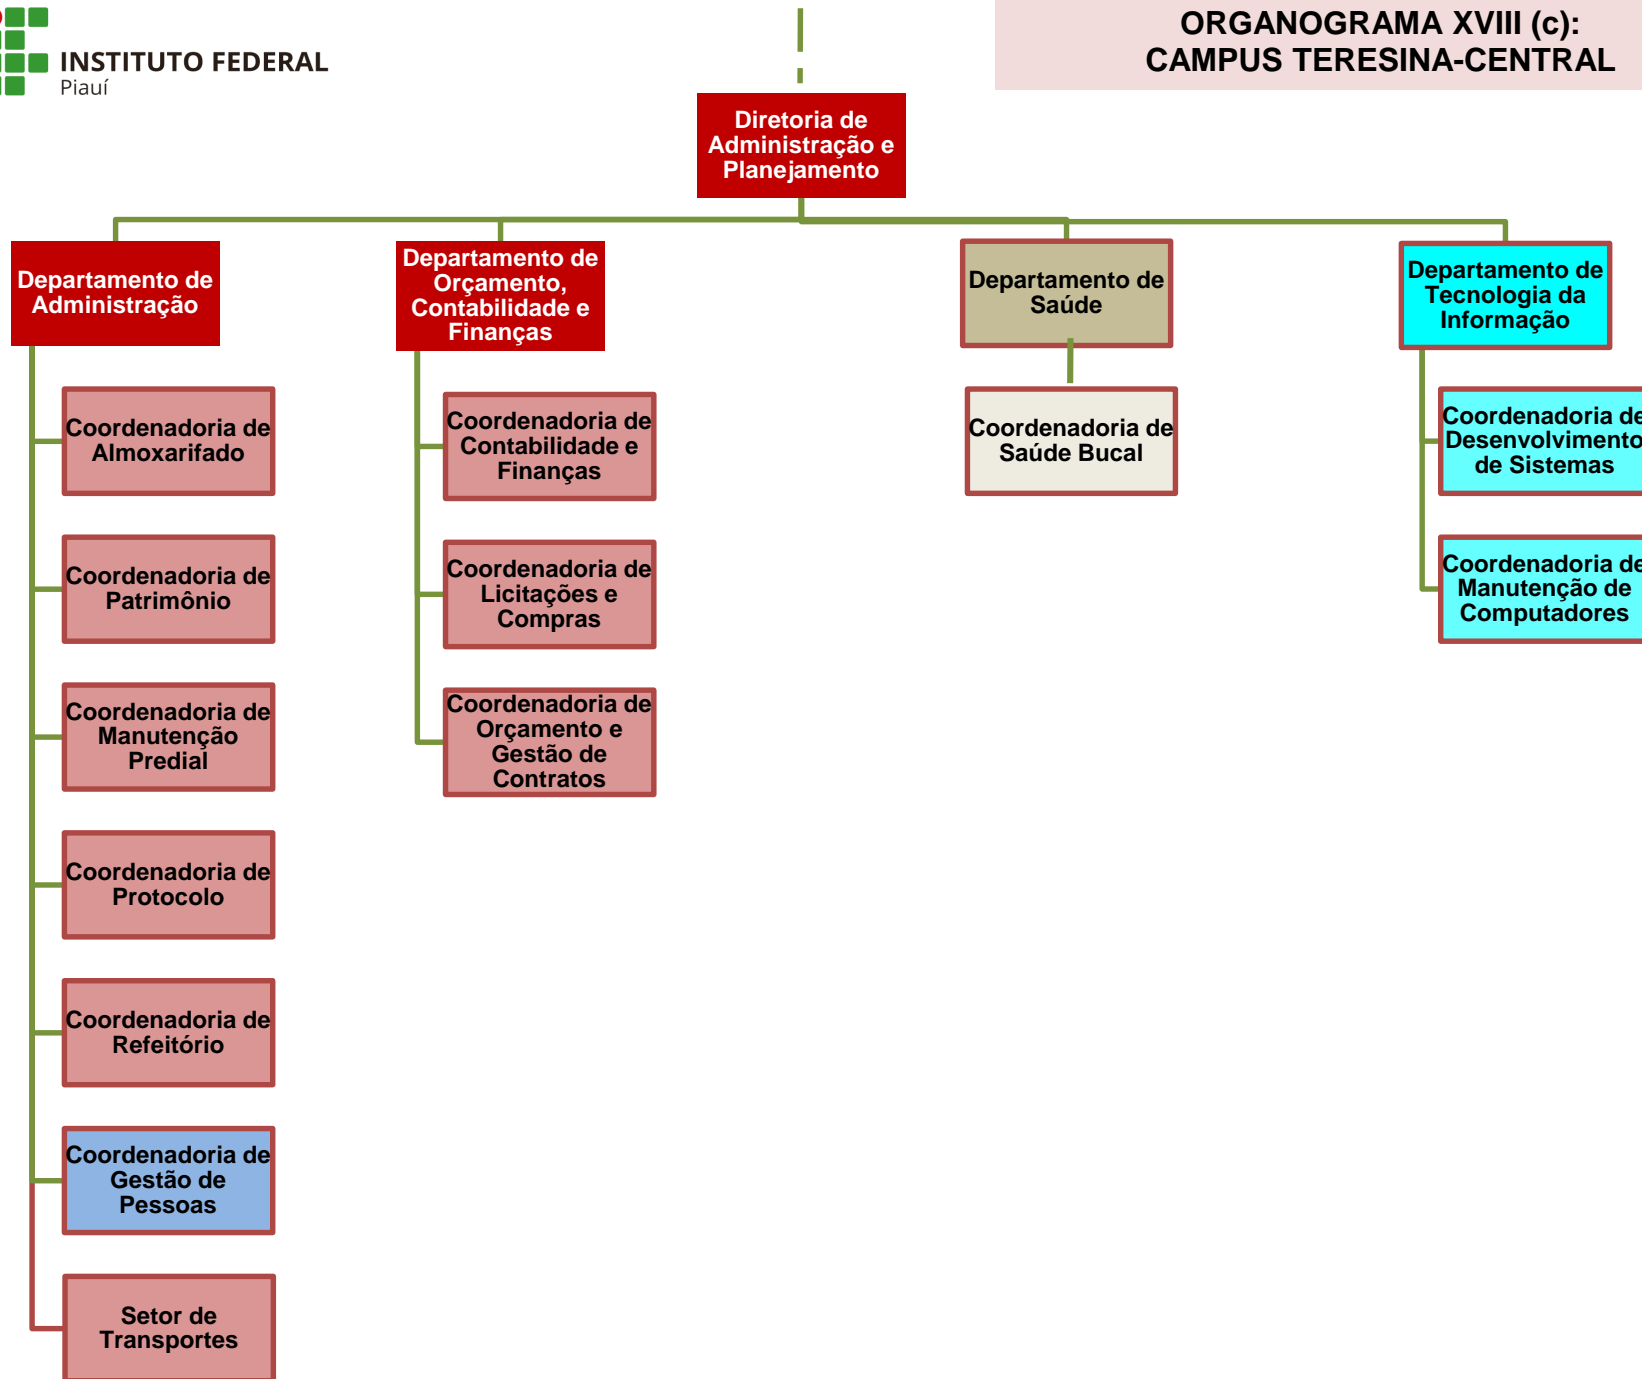 INSTITUTO FEDERAL
Piauí
ORGANOGRAMA XVIII (c):
CAMPUS TERESINA-CENTRAL
Diretoria de
Administração e
Planejamento
Departamento de
Administração
Departamento de
Orçamento,
Contabilidade e
Finanças
Departamento de
Saúde
Departamento de
Tecnologia da
Informação
Coordenadoria de
Almoxarifado
Coordenadoria de
Patrimônio
Coordenadoria de
Manutenção
Predial
Coordenadoria de
Protocolo
Coordenadoria de
Refeitório
Coordenadoria de
Gestão de
Pessoas
Setor de
Transportes
Coordenadoria de
Contabilidade e
Finanças
Coordenadoria de
Licitações e
Compras
Coordenadoria de
Orçamento e
Gestão de
Contratos
Coordenadoria de
Saúde Bucal
Coordenadoria de
Desenvolvimento
de Sistemas
Coordenadoria de
Manutenção de
Computadores